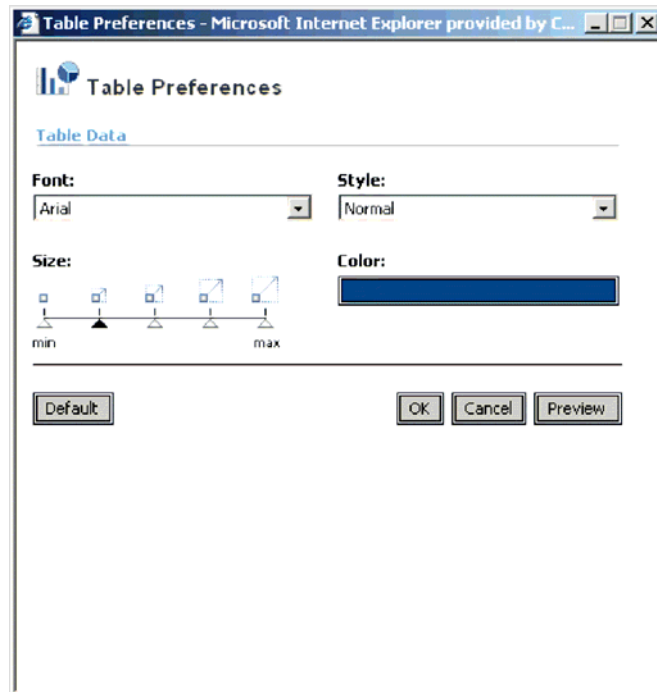 Table Preferences - Microsoft Internet Explorer provided by C...
Table Preferences
Table Data
Font:
Style:
Arial
Normal
Size:
Color:
min
max
Default
OK
Cancel
Preview